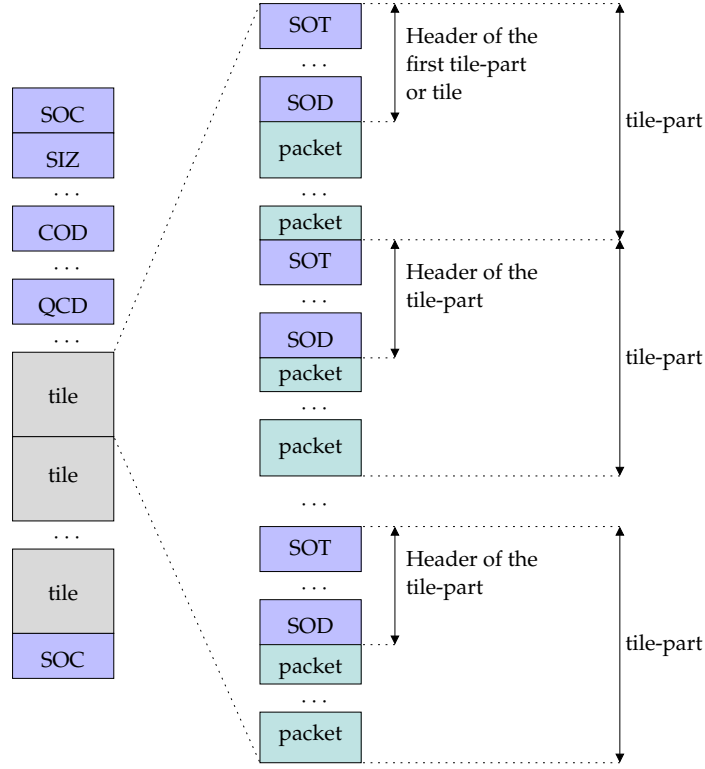 SOC
SIZ
...
COD
...
QCD
...
tile
tile
...
tile
SOC
SOT
...
SOD
packet
...
packet
SOT
...
SOD
packet
...
packet
...
SOT
...
SOD
packet
...
packet
Header of the
first tile-part
or tile
Header of the
tile-part
Header of the
tile-part
tile-part
tile-part
tile-part